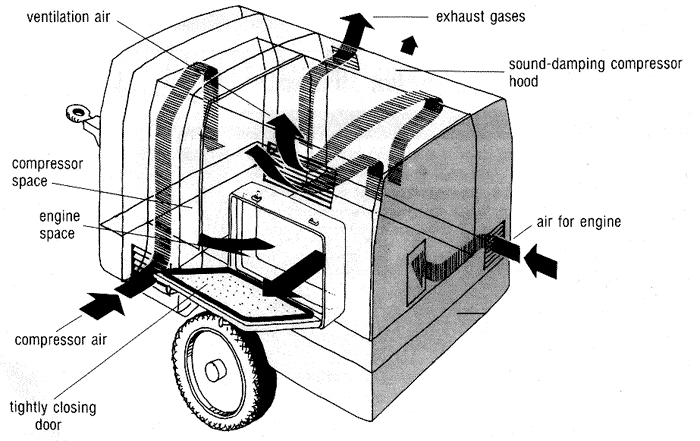 ventilation air
exhaust gases
sound-damping compressor
hood
compressor
space
engine
space
air for engine
compressor air
tightly closing
door